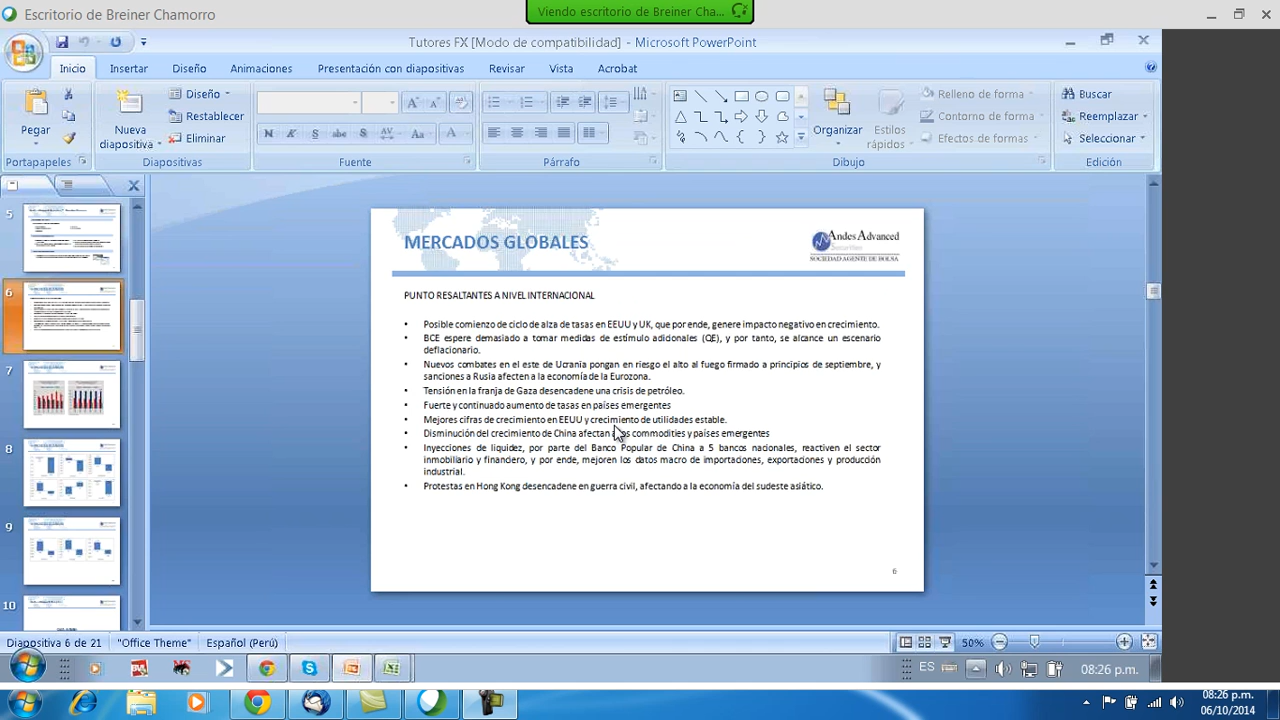 Escritorio de Breiner Chamorro
Viendo escritorio de Breiner Cha...
Tutores FX [Modo de compatibilidad] - Microsoft PowerPoint
Inicio Insertar Diseño Animaciones Presentación con diapositivas Revisar Vista Acrobat
Pegar
Portapapeles
Nueva diapositiva
Diseño
Restablecer
Eliminar
Diapositivas
N K S abc S AV Aa A
Fuente
Párrafo
Organizar
Estilos rápidos
Relleno de forma
Contorno de forma
Efectos de formas
Dibujo
Buscar
Reemplazar
Seleccionar
Edición
5
6
7
8
9
10
MERCADOS GLOBALES
Andes Advanced
Securities
SOCIEDAD AGENTE DE BOLSA
PUNTO RESALTANTES A NIVEL INTERNACIONAL
• Posible comienzo de ciclo de alza de tasas en EEUU y UK, que por ende, genere impacto negativo en crecimiento.
• BCE espere demasiado a tomar medidas de estímulo adicionales (QE), y por tanto, se alcance un escenario
deflacionario.
• Nuevos combates en el este de Ucrania pongan en riesgo el alto al fuego firmado a principios de septiembre, y
sanciones a Rusia afecten a la economía de la Eurozona.
• Tensión en la franja de Gaza desencadene una crisis de petróleo.
• Fuerte y continuado aumento de tasas en países emergentes
• Mejores cifras de crecimiento en EEUU y crecimiento de utilidades estable.
• Disminución del crecimiento de China afectan los commodities y países emergentes
• Inyecciones de liquidez, por parte del Banco Popular de China a 5 bancos nacionales, reactiven el sector
inmobiliario y financiero, y por ende, mejoren los datos macro de importaciones, exportaciones y producción
industrial.
• Protestas en Hong Kong desencadene en guerra civil, afectando a la economía del sudeste asiático.
6
Diapositiva 6 de 21 "Office Theme" Español (Perú) 50%
ES 08:26 p.m.
08:26 p.m.
06/10/2014